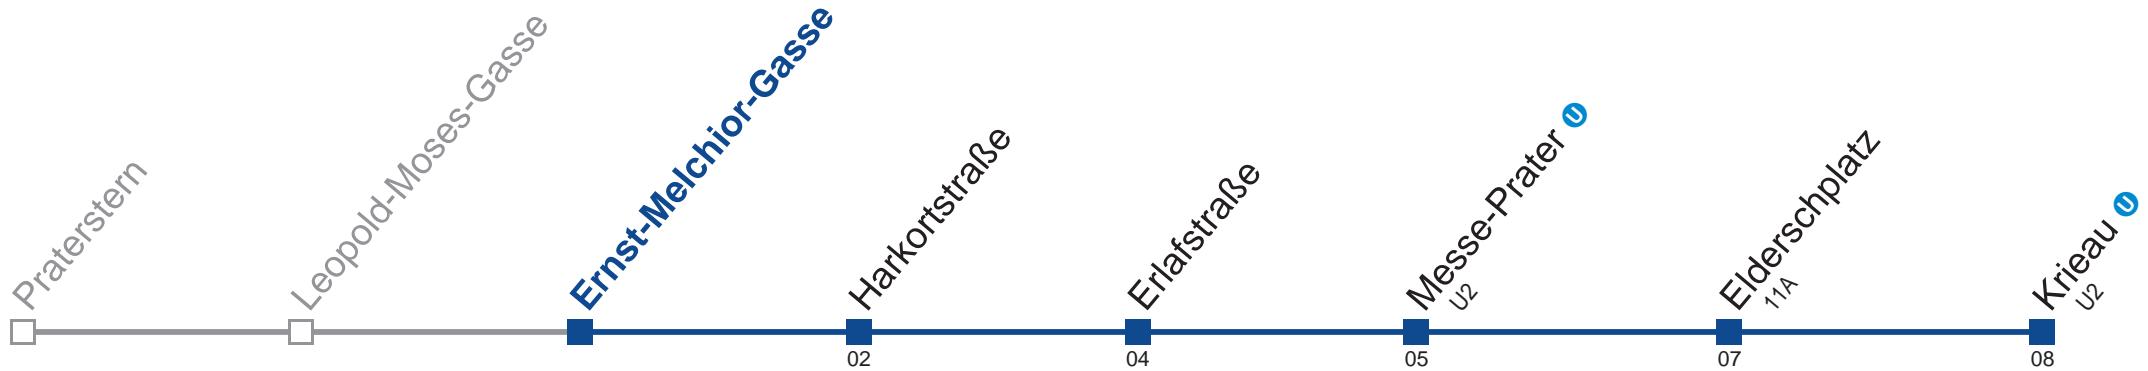 Praterstern
Leopold-Moses-Gasse
Ernst-Melchior-Gasse
Harkortstraße
02
Erlafstraße
04
Messe-Prater U
U2
05
Elderschplatz
11A
07
Krieau U
U2
08